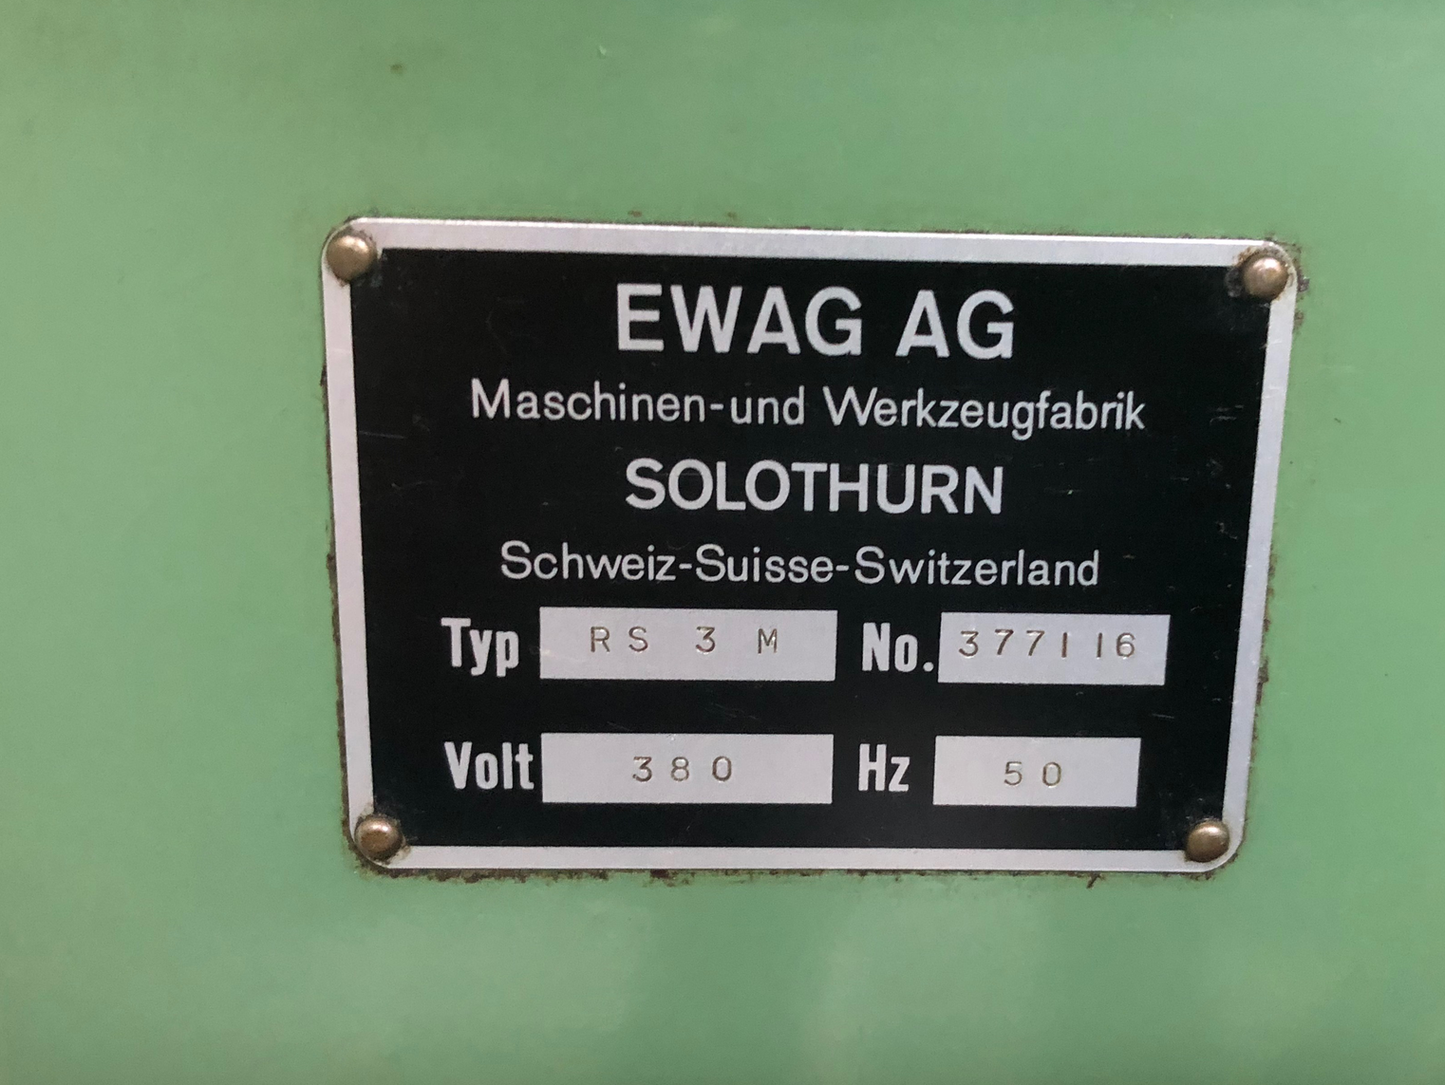 EWAG AG
Maschinen-und Werkzeugfabrik
SOLOTHURN
Schweiz-Suisse-Switzerland
Typ RS 3 M No. 377116
Volt 380 Hz 50